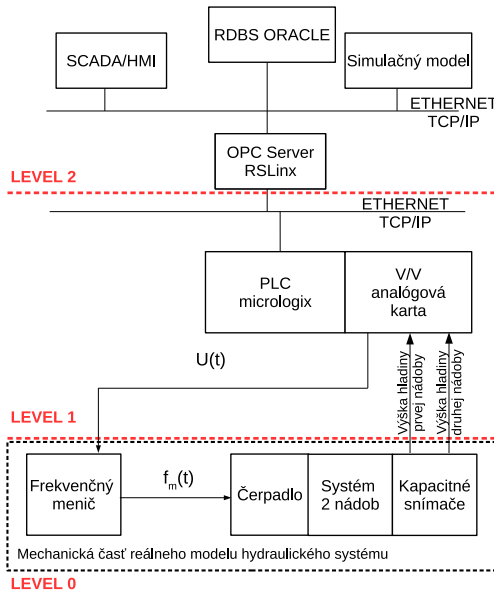 RDBS ORACLE
SCADA/HMI
Simulačný model
ETHERNET
TCP/IP
OPC Server
RSLinx
LEVEL 2
ETHERNET
TCP/IP
PLC
micrologix
V/V
analógová
karta
U(t)
Výška hladiny
prvej nádoby
Výška hladiny
druhej nádoby
LEVEL 1
Frekvenčný
menič
fm(t)
Čerpadlo
Systém
2 nádob
Kapacitné
snímače
Mechanická časť reálneho modelu hydraulického systému
LEVEL 0